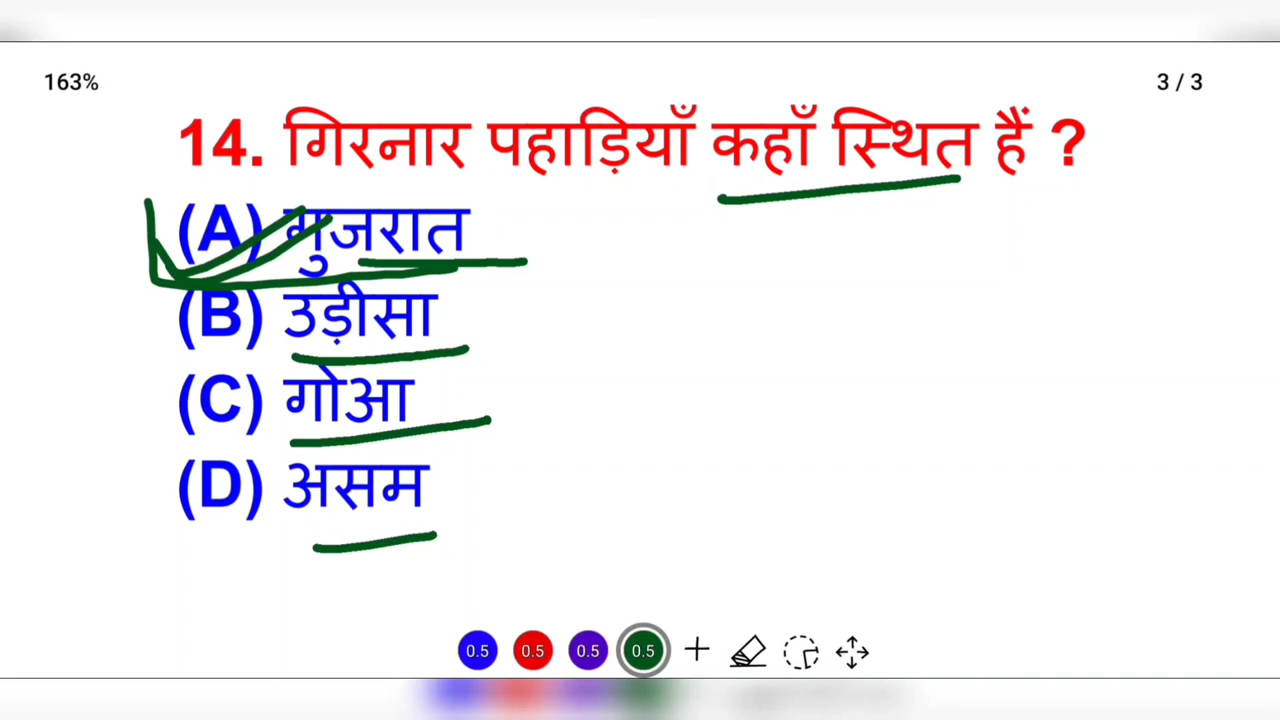 163%
3 / 3
14. गिरनार पहाड़ियाँ कहाँ स्थित हैं ?
(A) गुजरात
(B) उड़ीसा
(C) गोआ
(D) असम
0.5 0.5 0.5 0.5